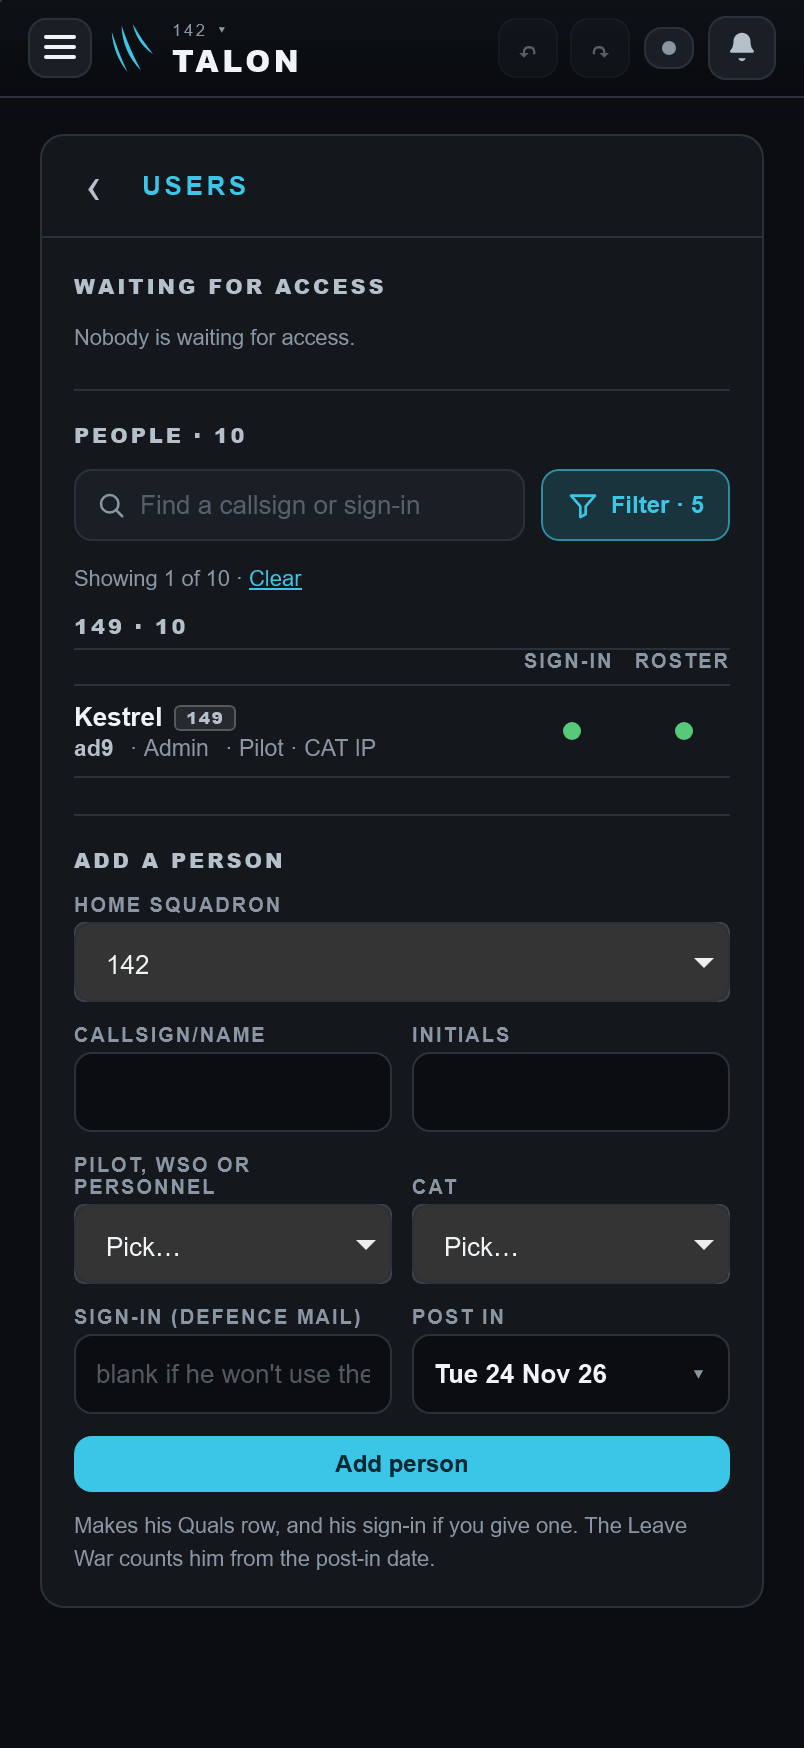 142 ▾
TALON
‹ USERS
WAITING FOR ACCESS
Nobody is waiting for access.
PEOPLE · 10
Find a callsign or sign-in
Filter · 5
Showing 1 of 10 · Clear
149 · 10
SIGN-IN ROSTER
Kestrel 149
ad9 · Admin · Pilot · CAT IP
ADD A PERSON
HOME SQUADRON
142
CALLSIGN/NAME INITIALS
PILOT, WSO OR
PERSONNEL CAT
Pick… Pick…
SIGN-IN (DEFENCE MAIL) POST IN
blank if he won't use the Tue 24 Nov 26 ▾
Add person
Makes his Quals row, and his sign-in if you give one. The Leave
War counts him from the post-in date.